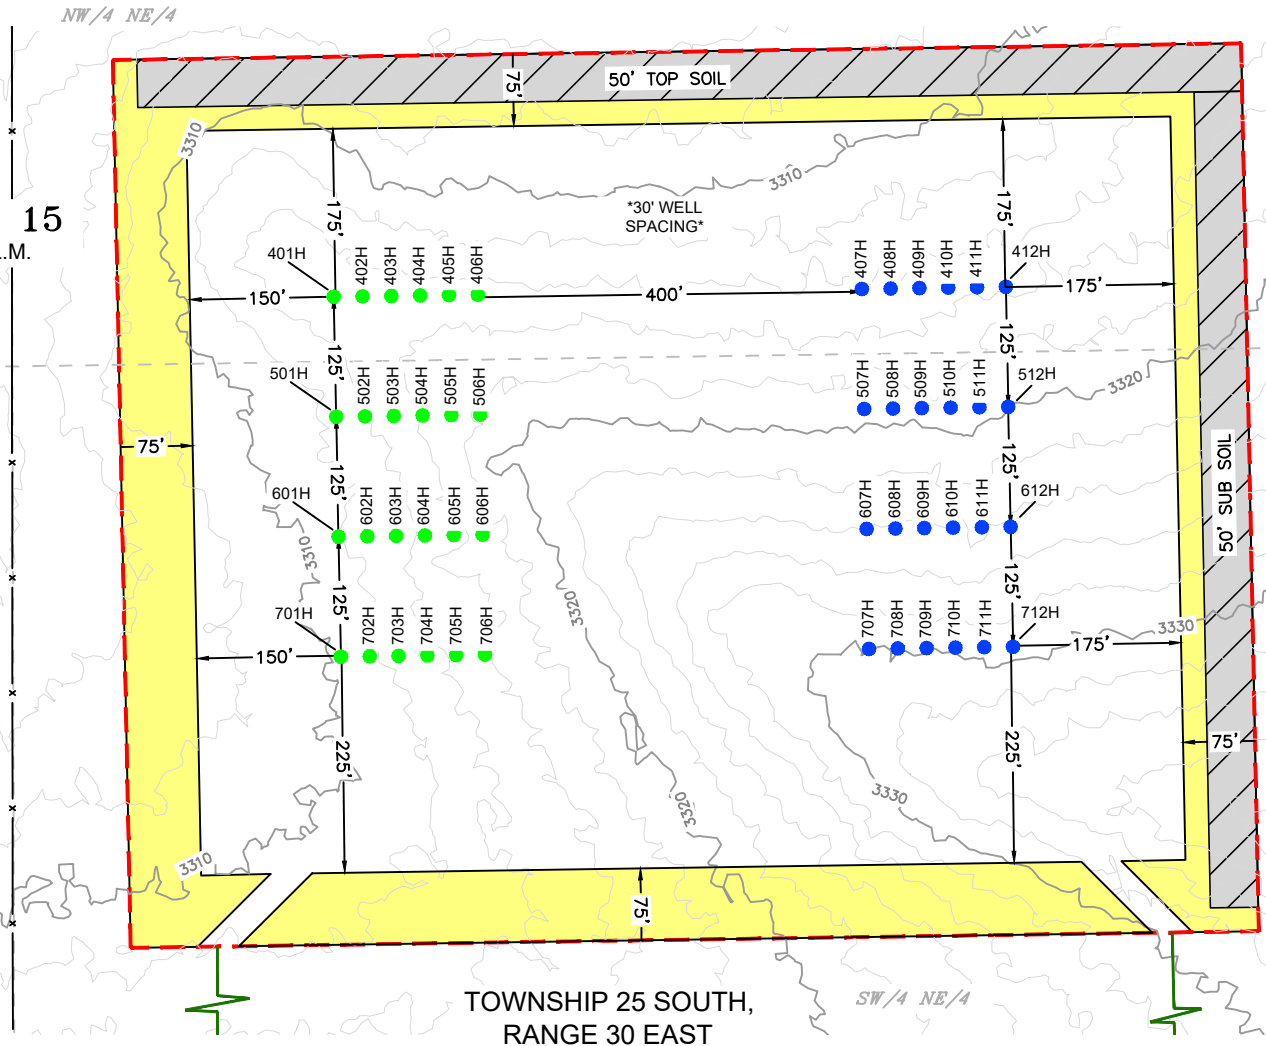 NW/4 NE/4
75'
50' TOP SOIL
3310
15
.M.
175'
*30' WELL
SPACING*
3310
175'
401H
402H
403H
404H
405H
406H
407H
408H
409H
410H
411H
412H
150'
400'
175'
125'
125'
501H
502H
503H
504H
505H
506H
507H
508H
509H
510H
511H
512H
3320
75'
125'
125'
50' SUB SOIL
601H
602H
603H
604H
605H
606H
607H
608H
609H
610H
611H
612H
3310
125'
3320
125'
701H
702H
703H
704H
705H
706H
707H
708H
709H
710H
711H
712H
3330
150'
175'
225'
225'
75'
3320
3330
3310
75'
TOWNSHIP 25 SOUTH,
RANGE 30 EAST
SW/4 NE/4